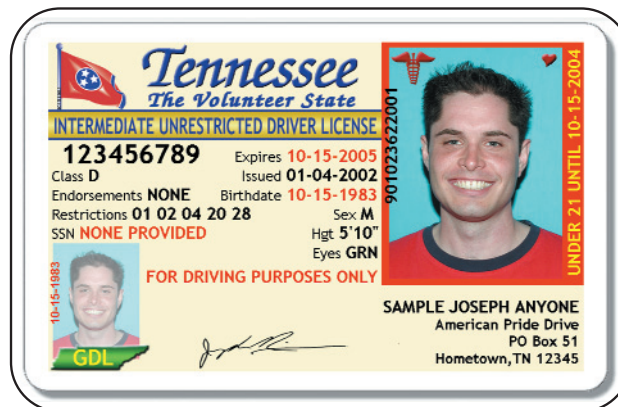 Tennessee
The Volunteer State
INTERMEDIATE UNRESTRICTED DRIVER LICENSE
123456789
Expires 10-15-2005
Class D
Issued 01-04-2002
Endorsements NONE
Birthdate 10-15-1983
Restrictions 01 02 04 20 28
Sex M
SSN NONE PROVIDED
Hgt 5'10"
Eyes GRN
FOR DRIVING PURPOSES ONLY
10-15-1983
GDL
901023622001
UNDER 21 UNTIL 10-15-2004
SAMPLE JOSEPH ANYONE
American Pride Drive
PO Box 51
Hometown,TN 12345